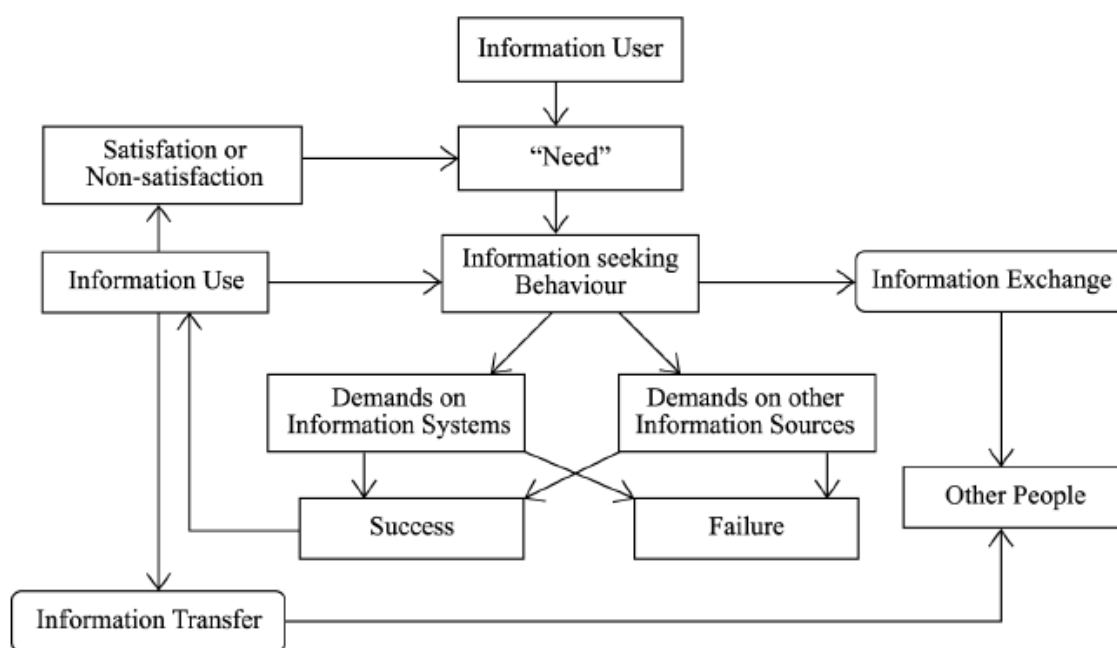 Information User
Satisfation or
Non-satisfaction
“Need”
Information Use
Information seeking
Behaviour
Information Exchange
Demands on
Information Systems
Demands on other
Information Sources
Success
Failure
Other People
Information Transfer